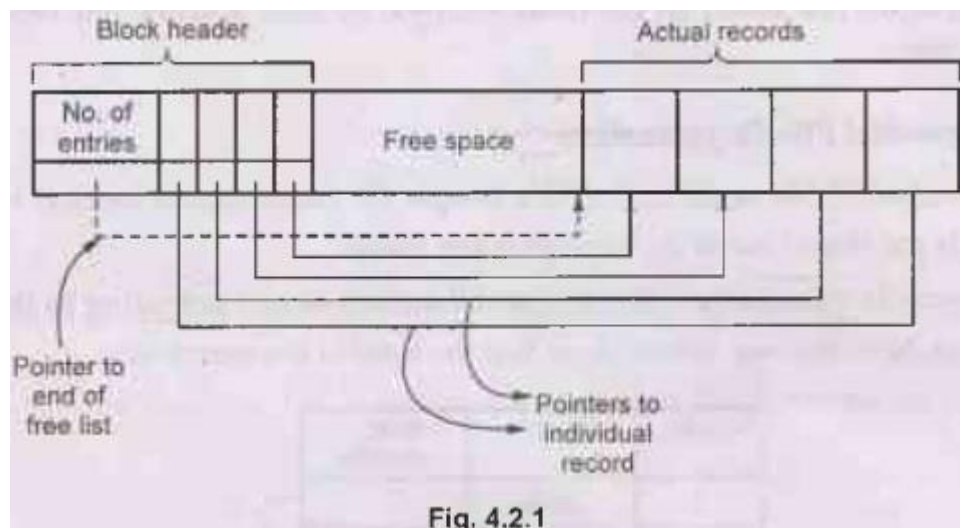 Block header
Actual records
No. of
entries
Free space
Pointer to
end of
free list
Pointers to
individual
record
Fig. 4.2.1